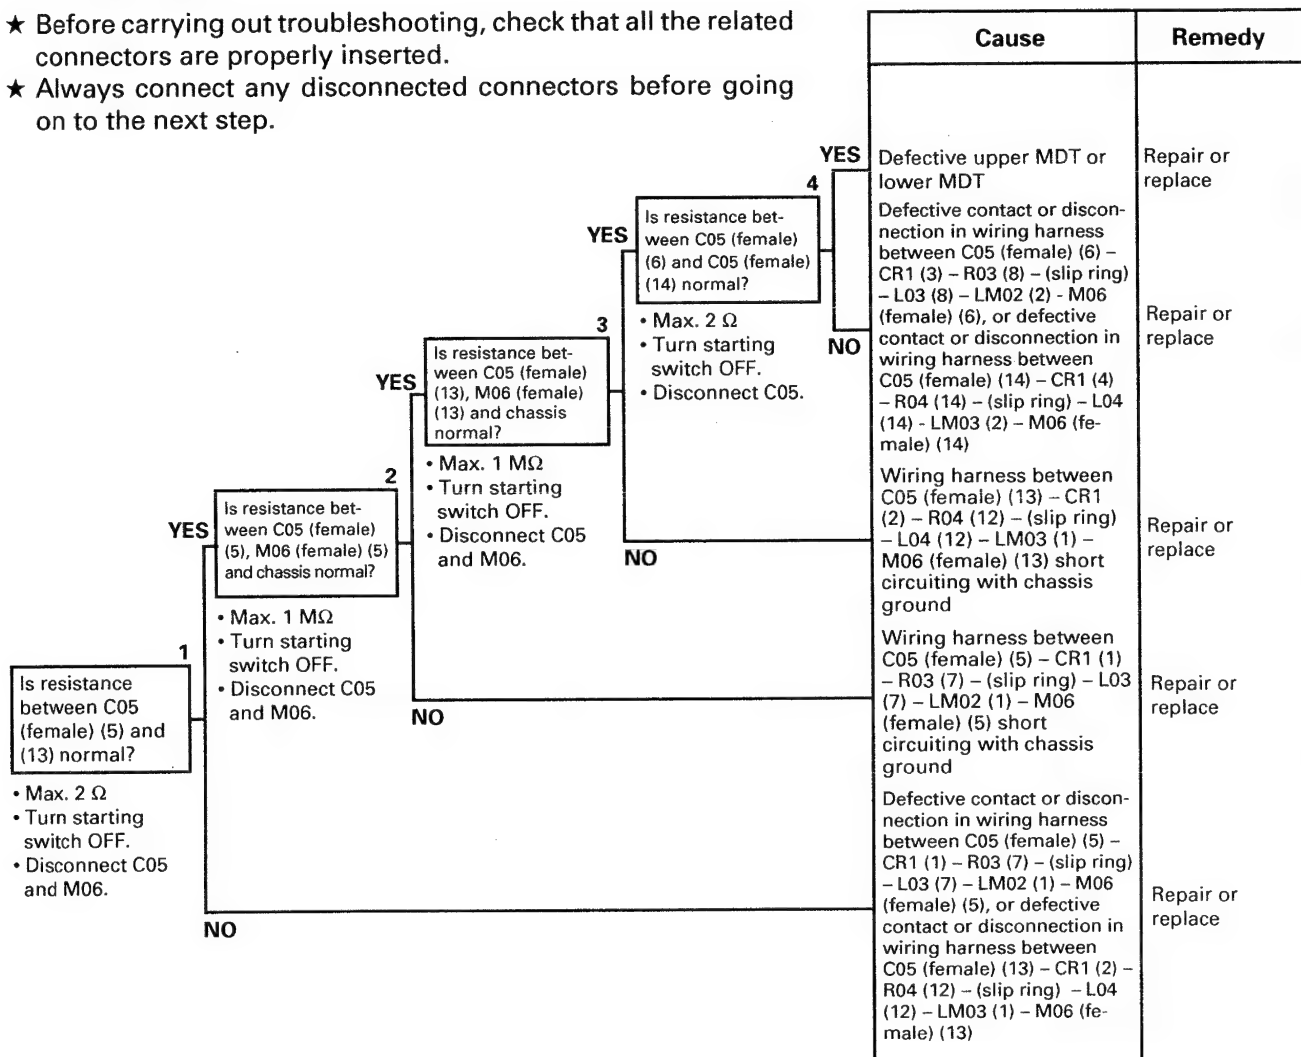 ★ Before carrying out troubleshooting, check that all the related
connectors are properly inserted.
★ Always connect any disconnected connectors before going
on to the next step.
Cause
Remedy
YES
Defective upper MDT or
lower MDT
Repair or
replace
4
Is resistance bet-
ween C05 (female)
(6) and C05 (female)
(14) normal?
• Max. 2 Ω
• Turn starting
switch OFF.
• Disconnect C05.
NO
Defective contact or discon-
nection in wiring harness
between C05 (female) (6) –
CR1 (3) – R03 (8) – (slip ring)
– L03 (8) – LM02 (2) - M06
(female) (6), or defective
contact or disconnection in
wiring harness between
C05 (female) (14) – CR1 (4)
– R04 (14) – (slip ring) – L04
(14) - LM03 (2) – M06 (fe-
male) (14)
Repair or
replace
YES
3
Is resistance bet-
ween C05 (female)
(13), M06 (female)
(13) and chassis
normal?
• Max. 1 MΩ
• Turn starting
switch OFF.
• Disconnect C05
and M06.
NO
Wiring harness between
C05 (female) (13) – CR1
(2) – R04 (12) – (slip ring)
– L04 (12) – LM03 (1) –
M06 (female) (13) short
circuiting with chassis
ground
Repair or
replace
YES
2
Is resistance bet-
ween C05 (female)
(5), M06 (female) (5)
and chassis normal?
• Max. 1 MΩ
• Turn starting
switch OFF.
• Disconnect C05
and M06.
NO
Wiring harness between
C05 (female) (5) – CR1 (1)
– R03 (7) – (slip ring) – L03
(7) – LM02 (1) – M06
(female) (5) short
circuiting with chassis
ground
Repair or
replace
YES
1
Is resistance
between C05
(female) (5) and
(13) normal?
• Max. 2 Ω
• Turn starting
switch OFF.
• Disconnect C05
and M06.
NO
Defective contact or discon-
nection in wiring harness
between C05 (female) (5) –
CR1 (1) – R03 (7) – (slip ring)
– L03 (7) – LM02 (1) – M06
(female) (5), or defective
contact or disconnection in
wiring harness between
C05 (female) (13) – CR1 (2) –
R04 (12) – (slip ring) – L04
(12) – LM03 (1) – M06 (fe-
male) (13)
Repair or
replace